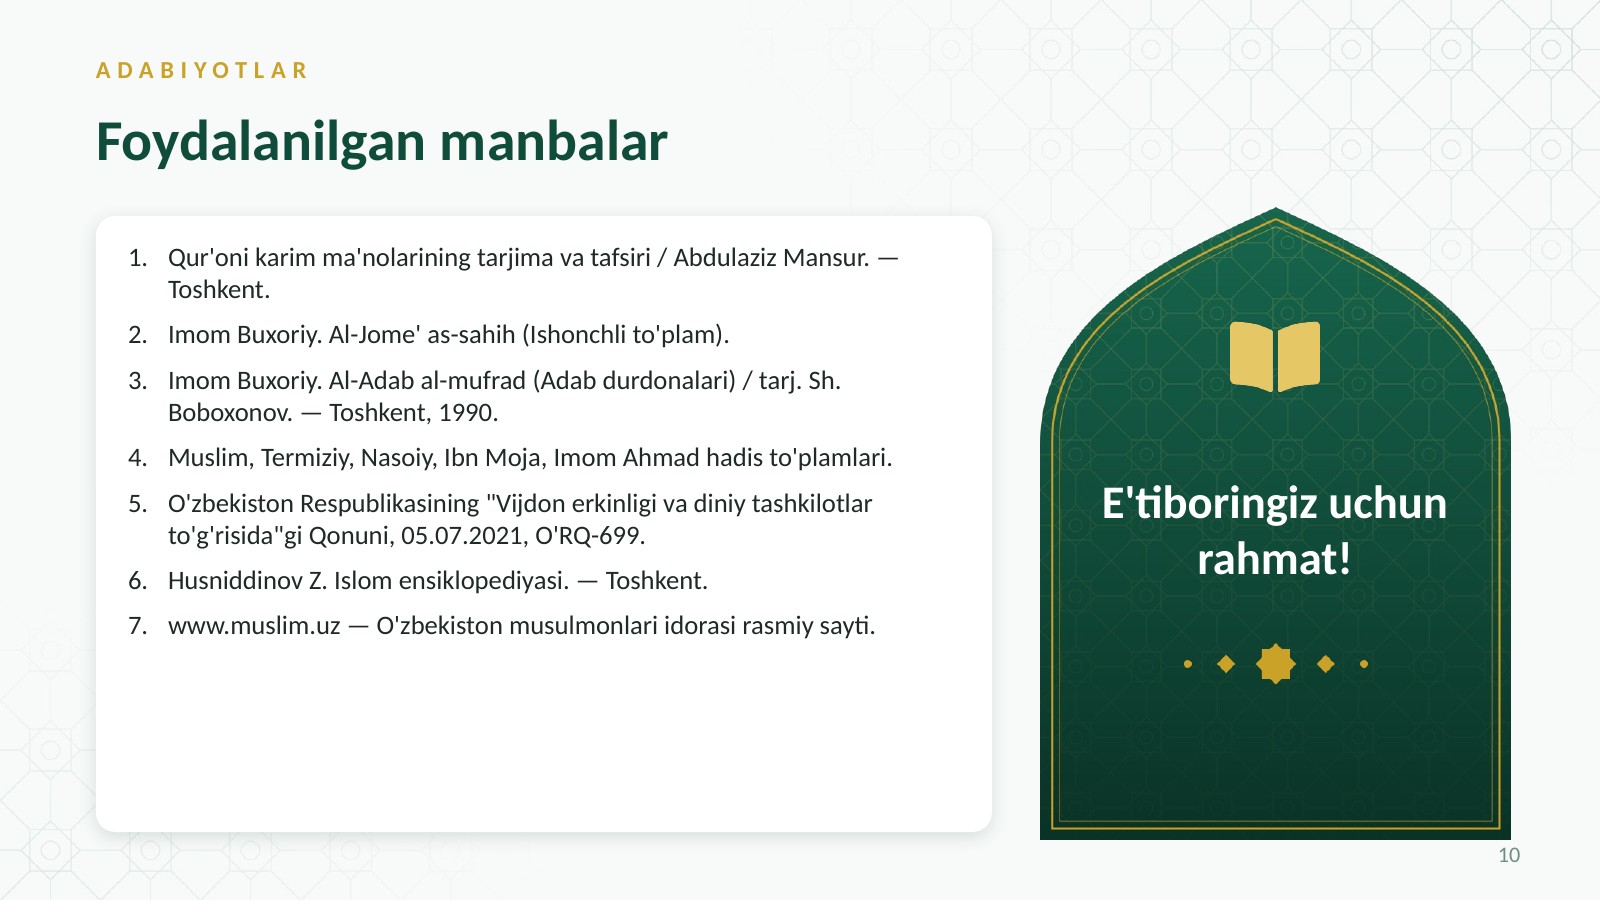 ADABIYOTLAR
Foydalanilgan manbalar
1. Qur'oni karim ma'nolarining tarjima va tafsiri / Abdulaziz Mansur. —
Toshkent.
2. Imom Buxoriy. Al-Jome' as-sahih (Ishonchli to'plam).
3. Imom Buxoriy. Al-Adab al-mufrad (Adab durdonalari) / tarj. Sh.
Boboxonov. — Toshkent, 1990.
4. Muslim, Termiziy, Nasoiy, Ibn Moja, Imom Ahmad hadis to'plamlari.
5. O'zbekiston Respublikasining "Vijdon erkinligi va diniy tashkilotlar
to'g'risida"gi Qonuni, 05.07.2021, O'RQ-699.
6. Husniddinov Z. Islom ensiklopediyasi. — Toshkent.
7. www.muslim.uz — O'zbekiston musulmonlari idorasi rasmiy sayti.
E'tiboringiz uchun
rahmat!
10